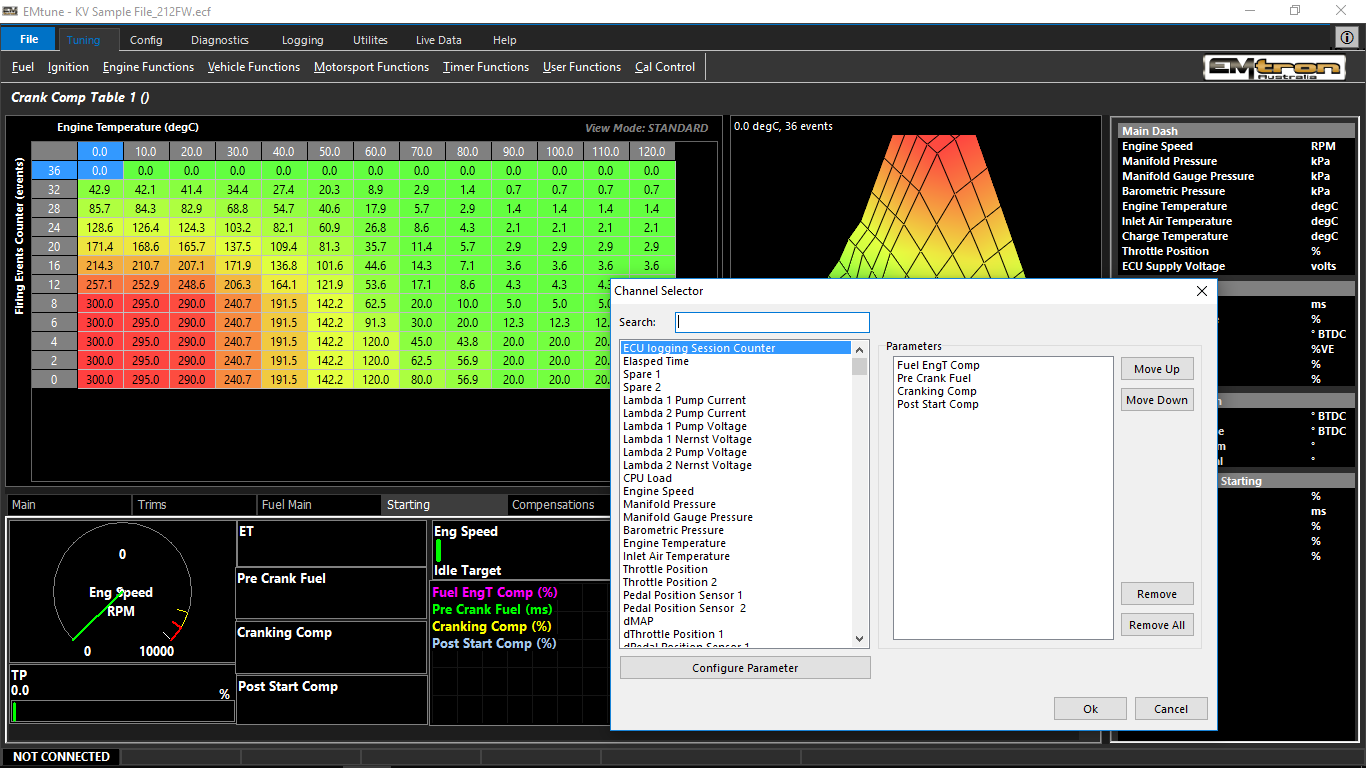 EMtune - KV Sample File_212FW.ecf
File Tuning Config Diagnostics Logging Utilites Live Data Help
Fuel Ignition Engine Functions Vehicle Functions Motorsport Functions Timer Functions User Functions Cal Control
EMtron
Australia
Crank Comp Table 1 ()
Engine Temperature (degC) View Mode: STANDARD
Firing Events Counter (events)
0.0 10.0 20.0 30.0 40.0 50.0 60.0 70.0 80.0 90.0 100.0 110.0 120.0
36 0.0 0.0 0.0 0.0 0.0 0.0 0.0 0.0 0.0 0.0 0.0 0.0 0.0
32 42.9 42.1 41.4 34.4 27.4 20.3 8.9 2.9 1.4 0.7 0.7 0.7 0.7
28 85.7 84.3 82.9 68.8 54.7 40.6 17.9 5.7 2.9 1.4 1.4 1.4 1.4
24 128.6 126.4 124.3 103.2 82.1 60.9 26.8 8.6 4.3 2.1 2.1 2.1 2.1
20 171.4 168.6 165.7 137.5 109.4 81.3 35.7 11.4 5.7 2.9 2.9 2.9 2.9
16 214.3 210.7 207.1 171.9 136.8 101.6 44.6 14.3 7.1 3.6 3.6 3.6 3.6
12 257.1 252.9 248.6 206.3 164.1 121.9 53.6 17.1 8.6 4.3 4.3 4.3
8 300.0 295.0 290.0 240.7 191.5 142.2 62.5 20.0 10.0 5.0 5.0 5.0
6 300.0 295.0 290.0 240.7 191.5 142.2 91.3 30.0 20.0 12.3 12.3 12.
4 300.0 295.0 290.0 240.7 191.5 142.2 120.0 45.0 43.8 20.0 20.0 20.
2 300.0 295.0 290.0 240.7 191.5 142.2 120.0 62.5 56.9 20.0 20.0 20.
0 300.0 295.0 290.0 240.7 191.5 142.2 120.0 80.0 56.9 20.0 20.0 20.
0.0 degC, 36 events
Main Dash
Engine Speed RPM
Manifold Pressure kPa
Manifold Gauge Pressure kPa
Barometric Pressure kPa
Engine Temperature degC
Inlet Air Temperature degC
Charge Temperature degC
Throttle Position %
ECU Supply Voltage volts
ms
%
° BTDC
%VE
%
%
° BTDC
° BTDC
°
°
Starting
%
ms
%
%
%
Channel Selector
Search:
ECU logging Session Counter
Elasped Time
Spare 1
Spare 2
Lambda 1 Pump Current
Lambda 2 Pump Current
Lambda 1 Pump Voltage
Lambda 1 Nernst Voltage
Lambda 2 Pump Voltage
Lambda 2 Nernst Voltage
CPU Load
Engine Speed
Manifold Pressure
Manifold Gauge Pressure
Barometric Pressure
Engine Temperature
Inlet Air Temperature
Throttle Position
Throttle Position 2
Pedal Position Sensor 1
Pedal Position Sensor 2
dMAP
dThrottle Position 1
dPedal Position Sensor 1
Configure Parameter
Parameters
Fuel EngT Comp
Pre Crank Fuel
Cranking Comp
Post Start Comp
Move Up
Move Down
Remove
Remove All
Ok Cancel
Main Trims Fuel Main Starting Compensations
0
Eng Speed
RPM
0 10000
TP
0.0 %
ET
Pre Crank Fuel
Cranking Comp
Post Start Comp
Eng Speed
Idle Target
Fuel EngT Comp (%)
Pre Crank Fuel (ms)
Cranking Comp (%)
Post Start Comp (%)
NOT CONNECTED